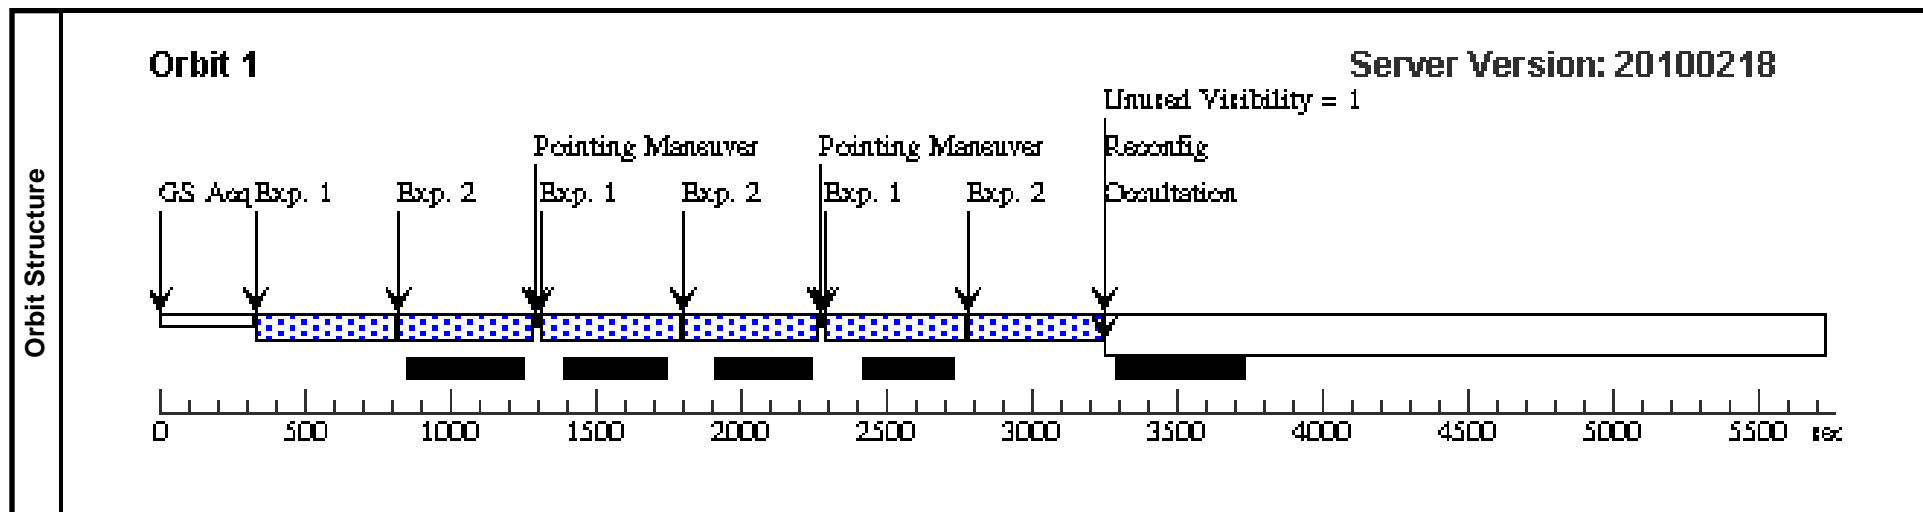 Orbit Structure
Orbit 1
Server Version: 20100218
Unused Visibility = 1
Pointing Maneuver Pointing Maneuver Reconfig
GS Acq Exp. 1 Exp. 2 Exp. 1 Exp. 2 Exp. 1 Exp. 2 Occultation
0 500 1000 1500 2000 2500 3000 3500 4000 4500 5000 5500 sec